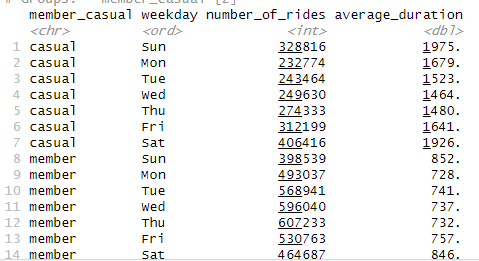 # Groups: member_casual [2]
member_casual weekday number_of_rides average_duration
<chr> <ord> <int> <dbl>
1 casual Sun 328816 1975.
2 casual Mon 232774 1679.
3 casual Tue 243464 1523.
4 casual Wed 249630 1464.
5 casual Thu 274333 1480.
6 casual Fri 312199 1641.
7 casual Sat 406416 1926.
8 member Sun 398539 852.
9 member Mon 493037 728.
10 member Tue 568941 741.
11 member Wed 596040 737.
12 member Thu 607233 732.
13 member Fri 530763 757.
14 member Sat 464687 846.